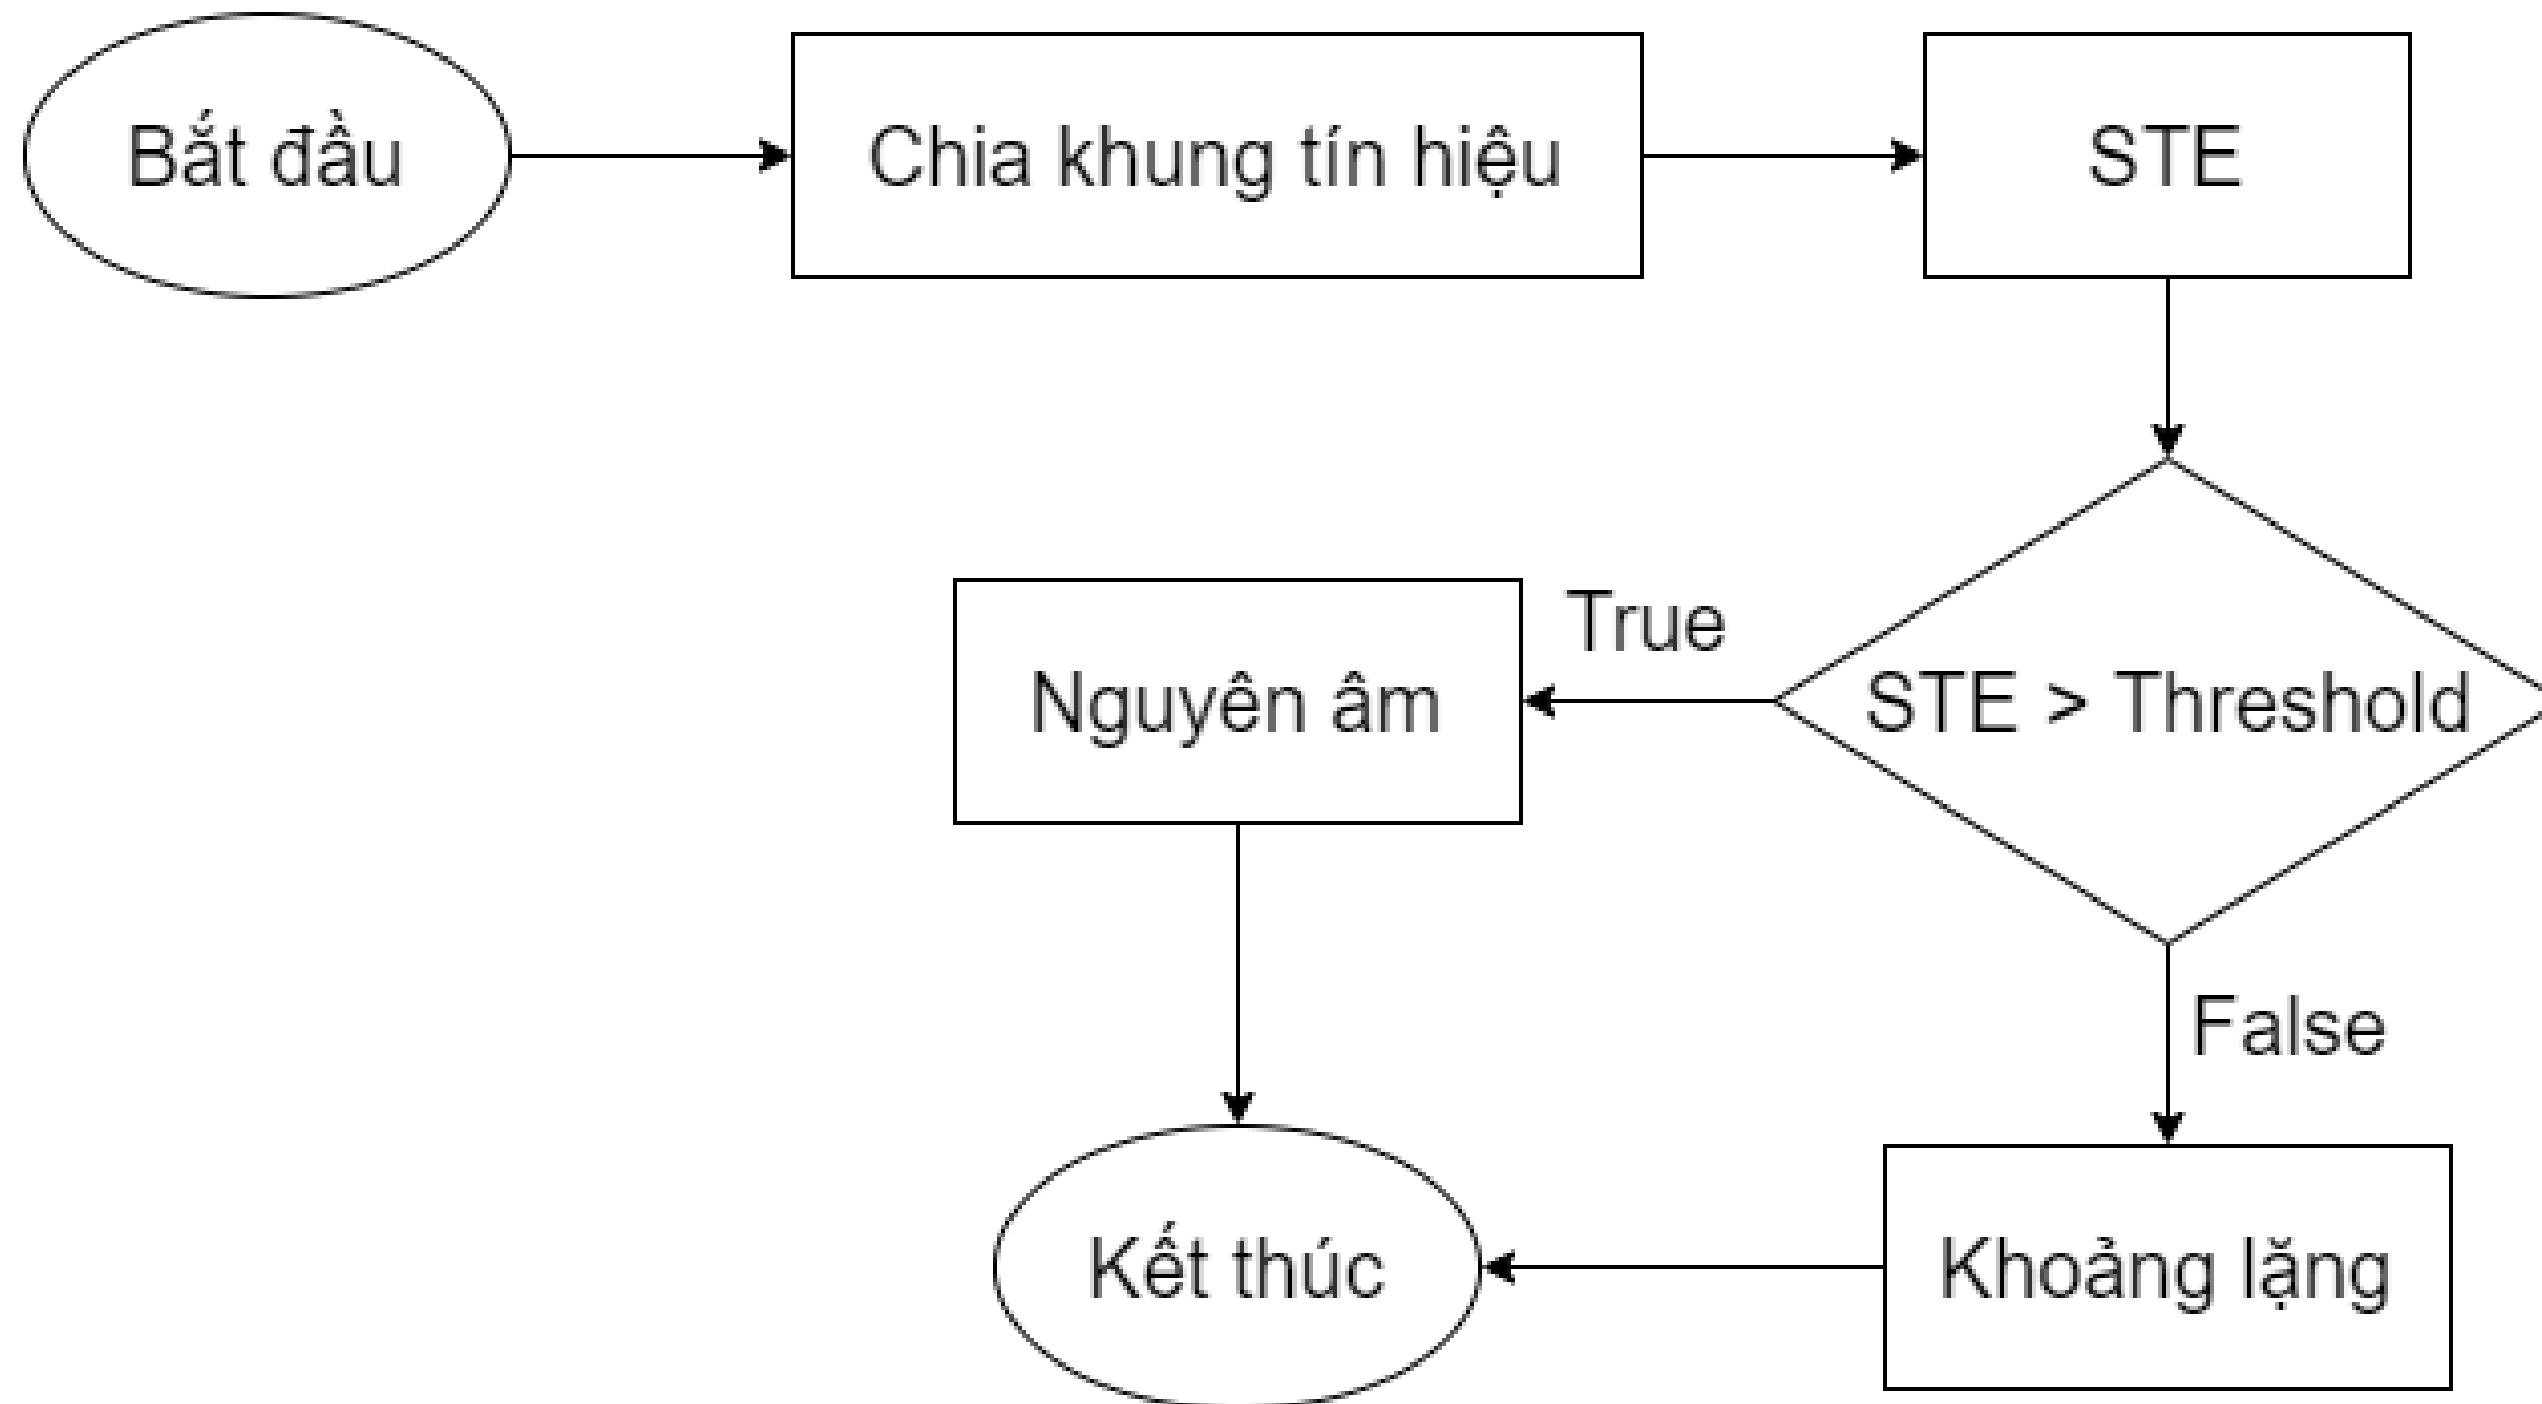 Bắt đầu
Chia khung tín hiệu
STE
STE > Threshold
True
Nguyên âm
False
Khoảng lặng
Kết thúc